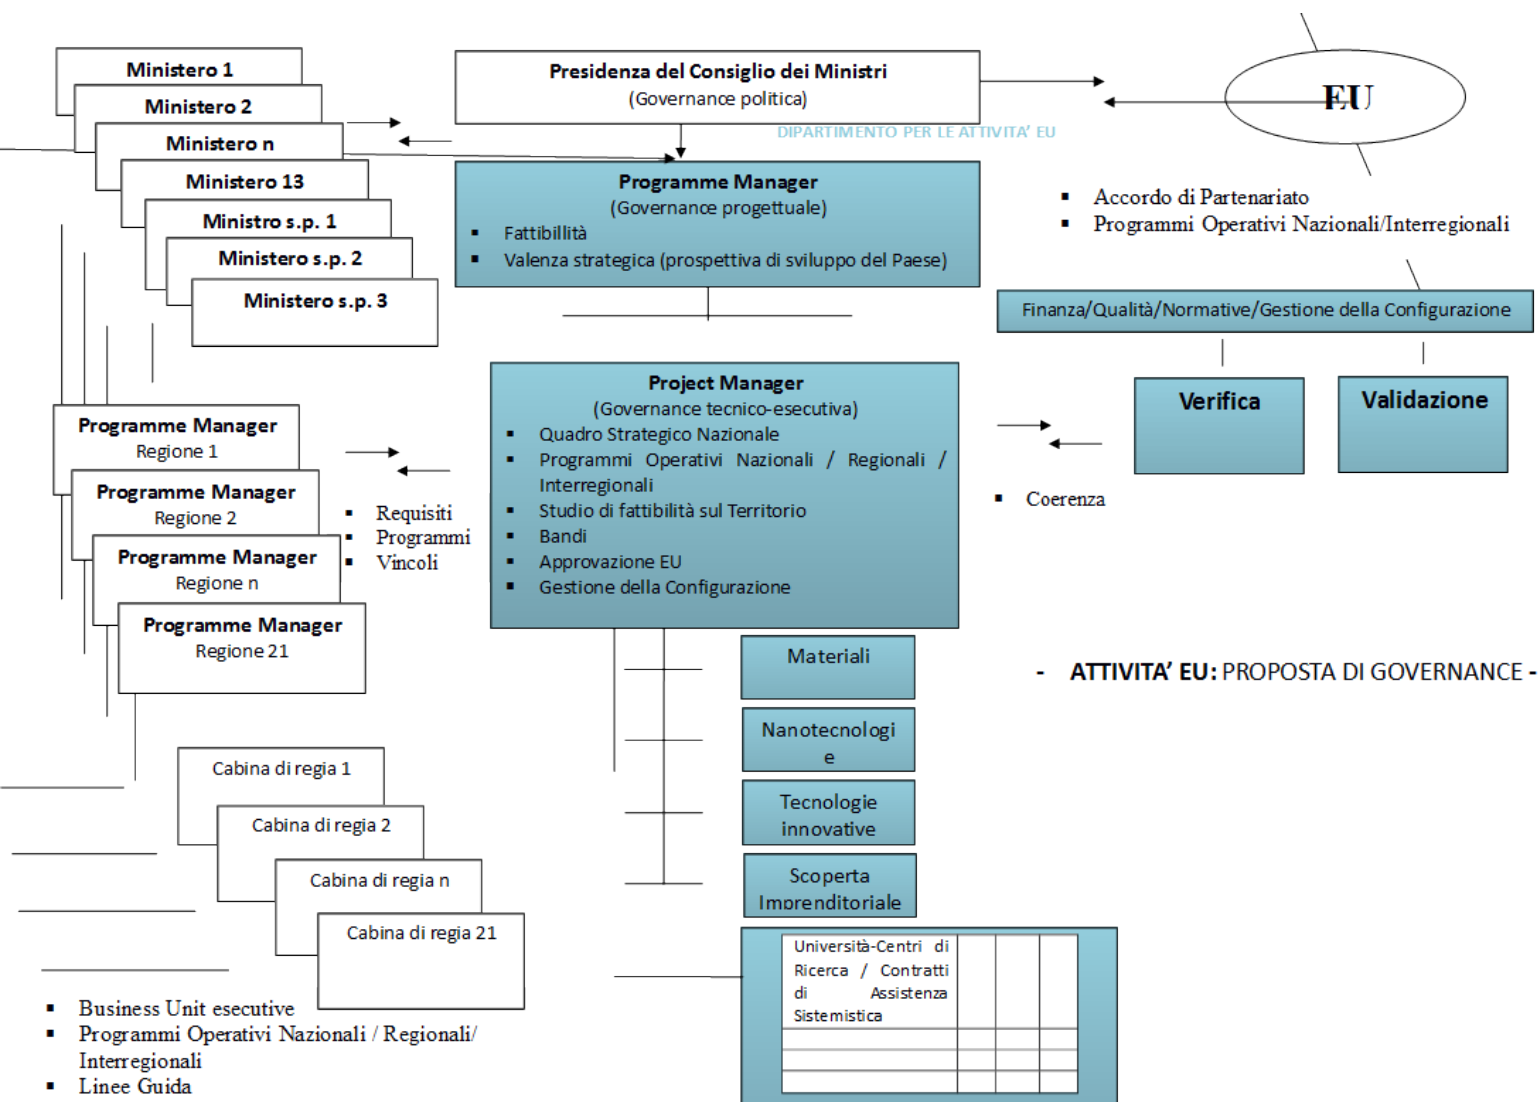 Ministero 1
Ministero 2
Ministero n
Ministero 13
Ministro s.p. 1
Ministero s.p. 2
Ministero s.p. 3
Presidenza del Consiglio dei Ministri
(Governance politica)
DIPARTIMENTO PER LE ATTIVITA' EU
EU
Programme Manager
(Governance progettuale)
▪ Fattibillità
▪ Valenza strategica (prospettiva di sviluppo del Paese)
▪ Accordo di Partenariato
▪ Programmi Operativi Nazionali/Interregionali
Finanza/Qualità/Normative/Gestione della Configurazione
Verifica
Validazione
▪ Coerenza
Programme Manager
Regione 1
Programme Manager
Regione 2
Programme Manager
Regione n
Programme Manager
Regione 21
▪ Requisiti
▪ Programmi
▪ Vincoli
Project Manager
(Governance tecnico-esecutiva)
▪ Quadro Strategico Nazionale
▪ Programmi Operativi Nazionali / Regionali /
Interregionali
▪ Studio di fattibilità sul Territorio
▪ Bandi
▪ Approvazione EU
▪ Gestione della Configurazione
- ATTIVITA' EU: PROPOSTA DI GOVERNANCE -
Materiali
Nanotecnologi
e
Tecnologie
innovative
Scoperta
Imprenditoriale
Università-Centri di
Ricerca / Contratti
di Assistenza
Sistemistica
Cabina di regia 1
Cabina di regia 2
Cabina di regia n
Cabina di regia 21
▪ Business Unit esecutive
▪ Programmi Operativi Nazionali / Regionali/
Interregionali
▪ Linee Guida